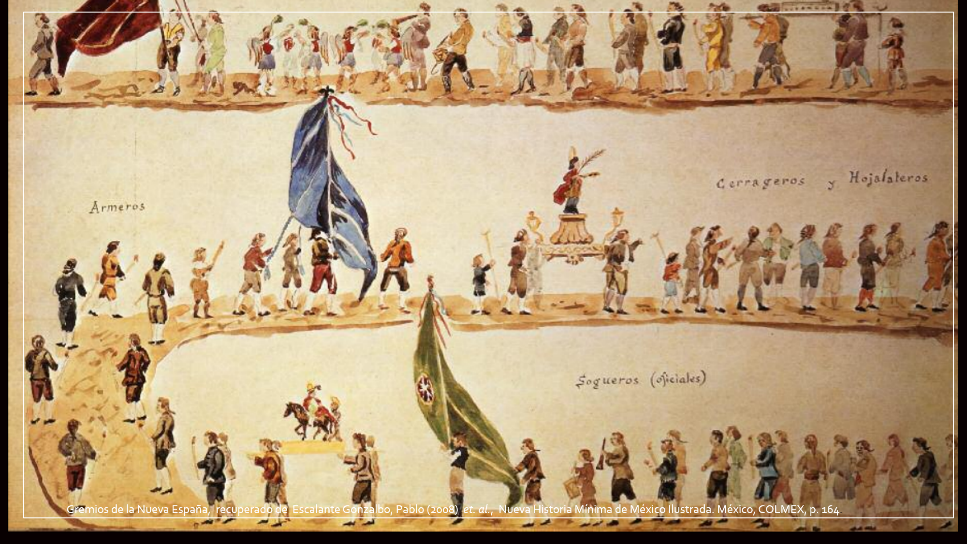 Armeros
Cerrageros y Hojalateros
Sogueros (oficiales)
Gremios de la Nueva España, recuperado de Escalante Gonzalbo, Pablo (2008) et. al., Nueva Historia Mínima de México Ilustrada. México, COLMEX, p. 164.